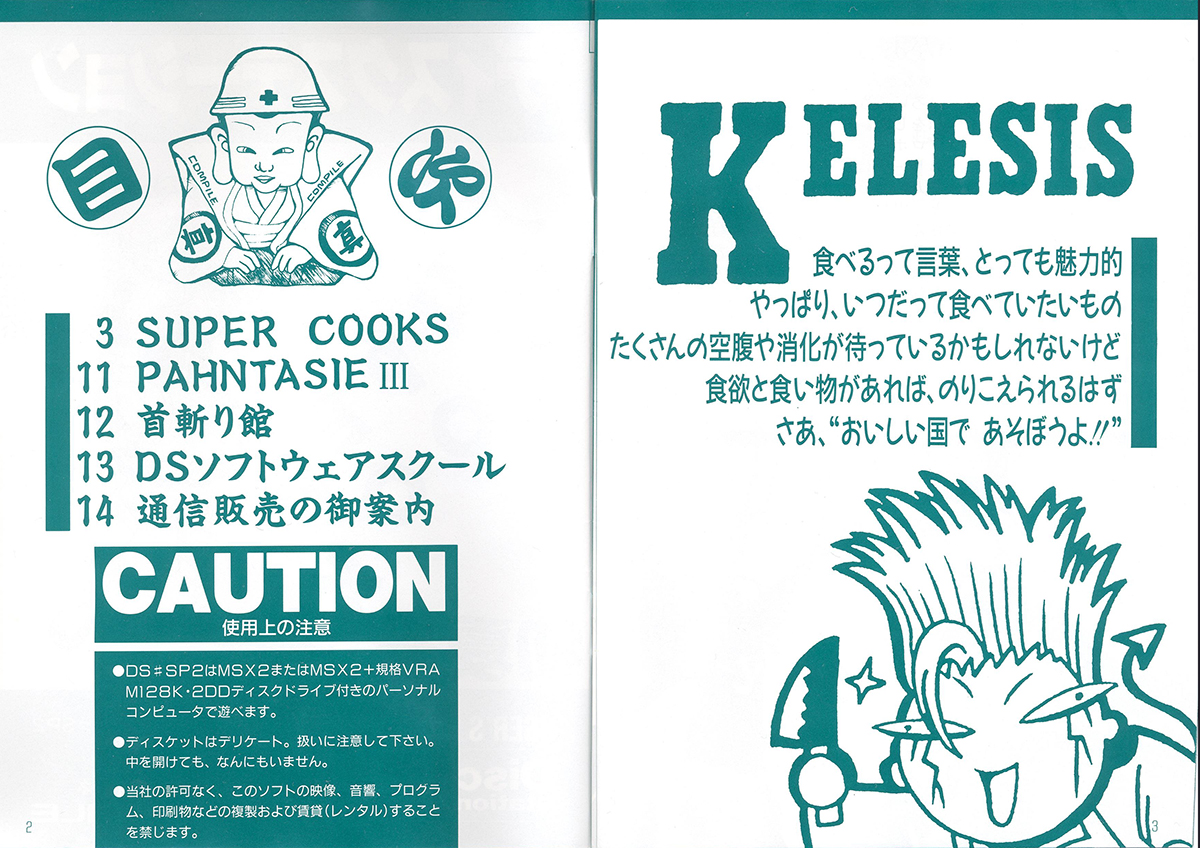 目
次
COMPILE
COMPILE
3 SUPER COOKS
11 PAHNTASIE III
12 首斬り館
13 DSソフトウェアスクール
14 通信販売の御案内
CAUTION
使用上の注意
●DS♯SP2はMSX2またはMSX2+規格VRA
M128K・2DDディスクドライブ付きのパーソナル
コンピュータで遊べます。
●ディスケットはデリケート。扱いに注意して下さい。
中を開けても、なんにもいません。
●当社の許可なく、このソフトの映像、音響、プログラ
ム、印刷物などの複製および賃貸(レンタル)すること
を禁じます。
2
KELESIS
食べるって言葉、とっても魅力的
やっぱり、いつだって食べていたいもの
たくさんの空腹や消化が待っているかもしれないけど
食欲と食い物があれば、のりこえられるはず
さあ、“おいしい国で あそぼうよ!!”
3